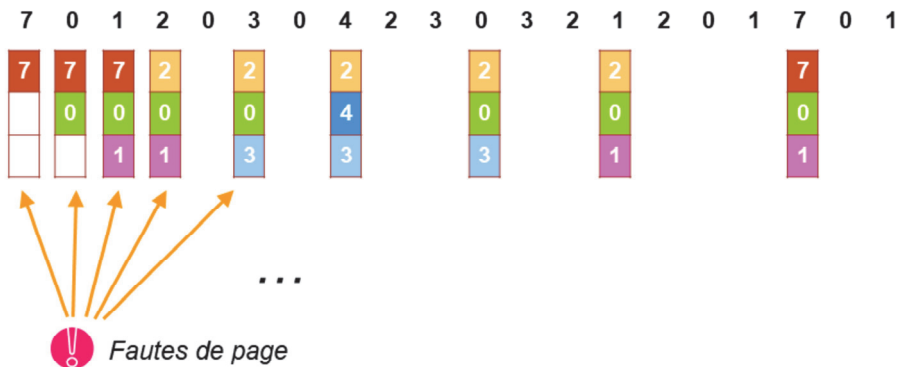 7 0 1 2 0 3 0 4 2 3 0 3 2 1 2 0 1 7 0 1
7 7 7 2 2 2 2 2 7
0 0 0 0 4 0 0 0
1 1 3 3 3 1 1
...
! Fautes de page